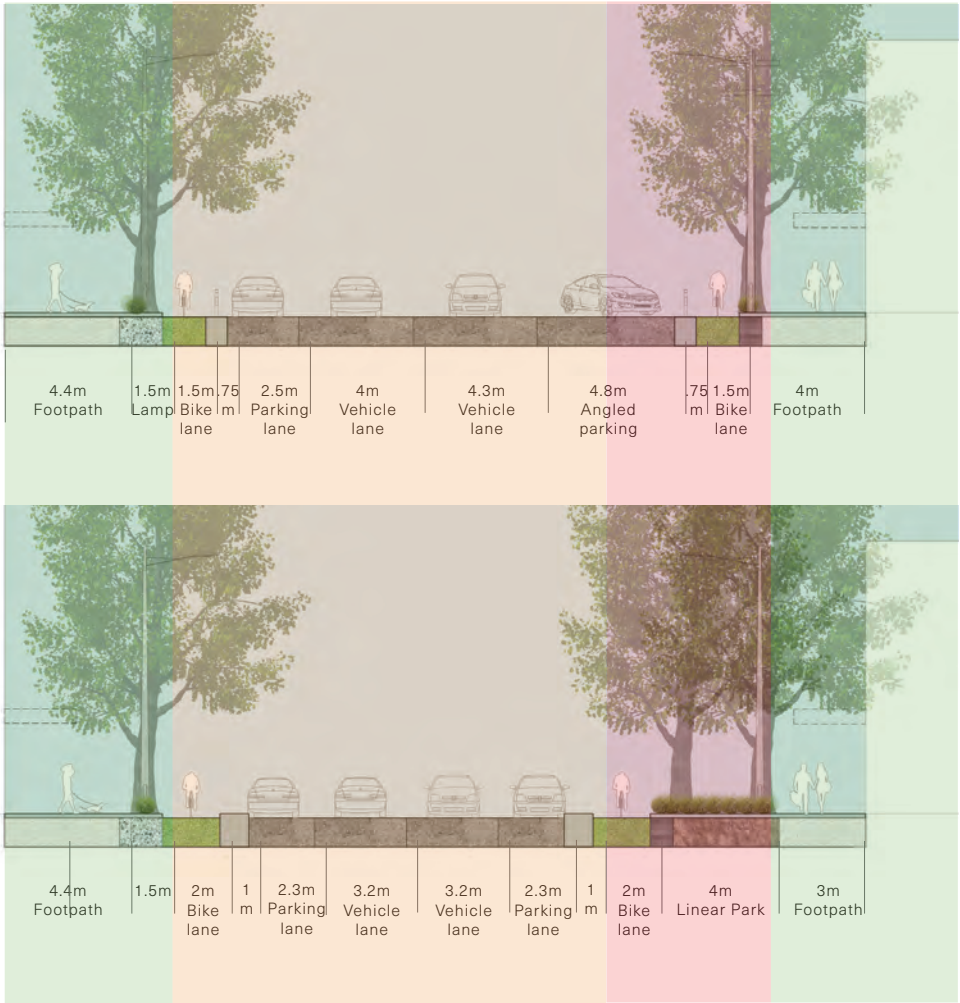 4.4m
Footpath
1.5m
Lamp
1.5m
Bike
lane
.75
m
2.5m
Parking
lane
4m
Vehicle
lane
4.3m
Vehicle
lane
4.8m
Angled
parking
.75
m
1.5m
Bike
lane
4m
Footpath
4.4m
Footpath
1.5m
2m
Bike
lane
1
m
2.3m
Parking
lane
3.2m
Vehicle
lane
3.2m
Vehicle
lane
2.3m
Parking
lane
1
m
2m
Bike
lane
4m
Linear Park
3m
Footpath